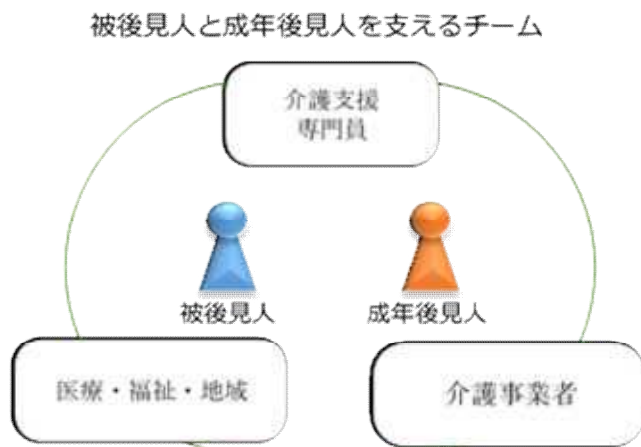 被後見人と成年後見人を支えるチーム
介護支援
専門員
被後見人
成年後見人
医療・福祉・地域
介護事業者